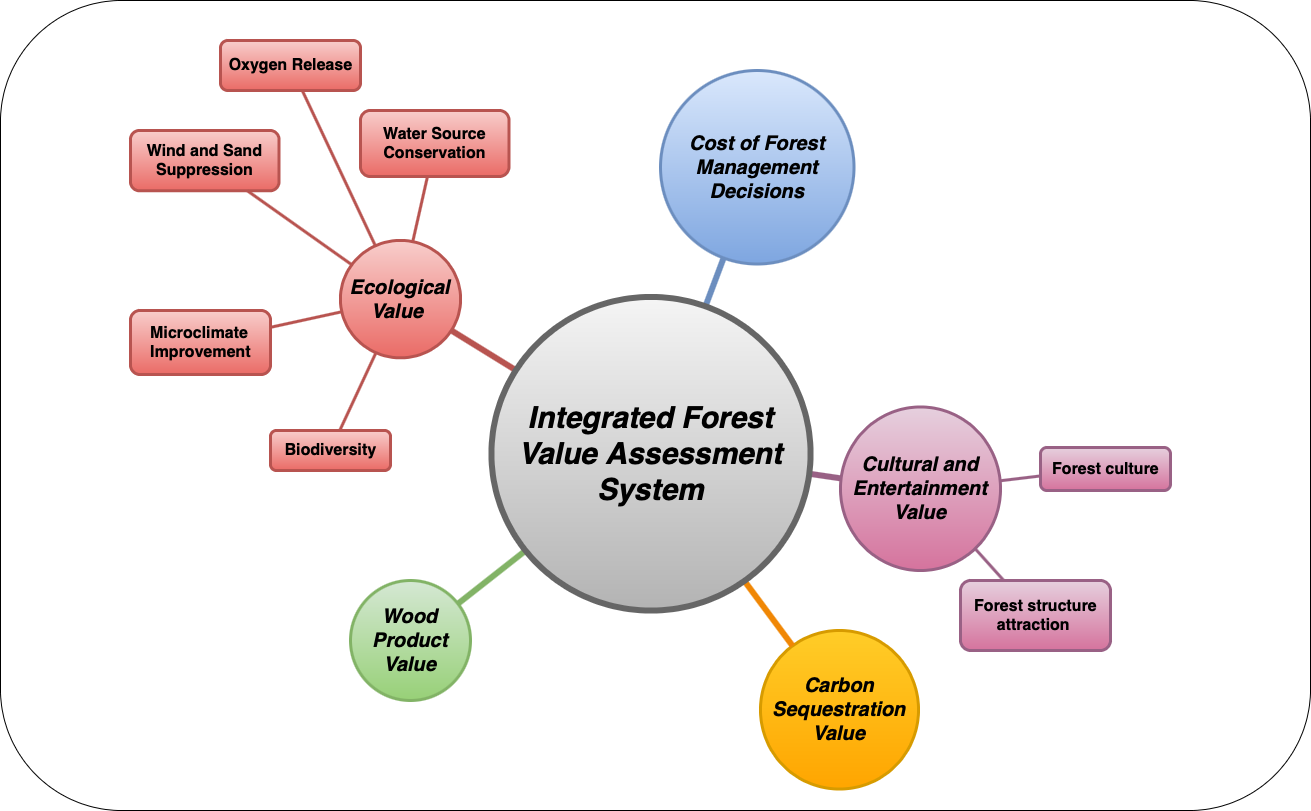 Oxygen Release
Water Source
Conservation
Wind and Sand
Suppression
Ecological
Value
Microclimate
Improvement
Biodiversity
Cost of Forest
Management
Decisions
Integrated Forest
Value Assessment
System
Cultural and
Entertainment
Value
Forest culture
Forest structure
attraction
Wood
Product
Value
Carbon
Sequestration
Value